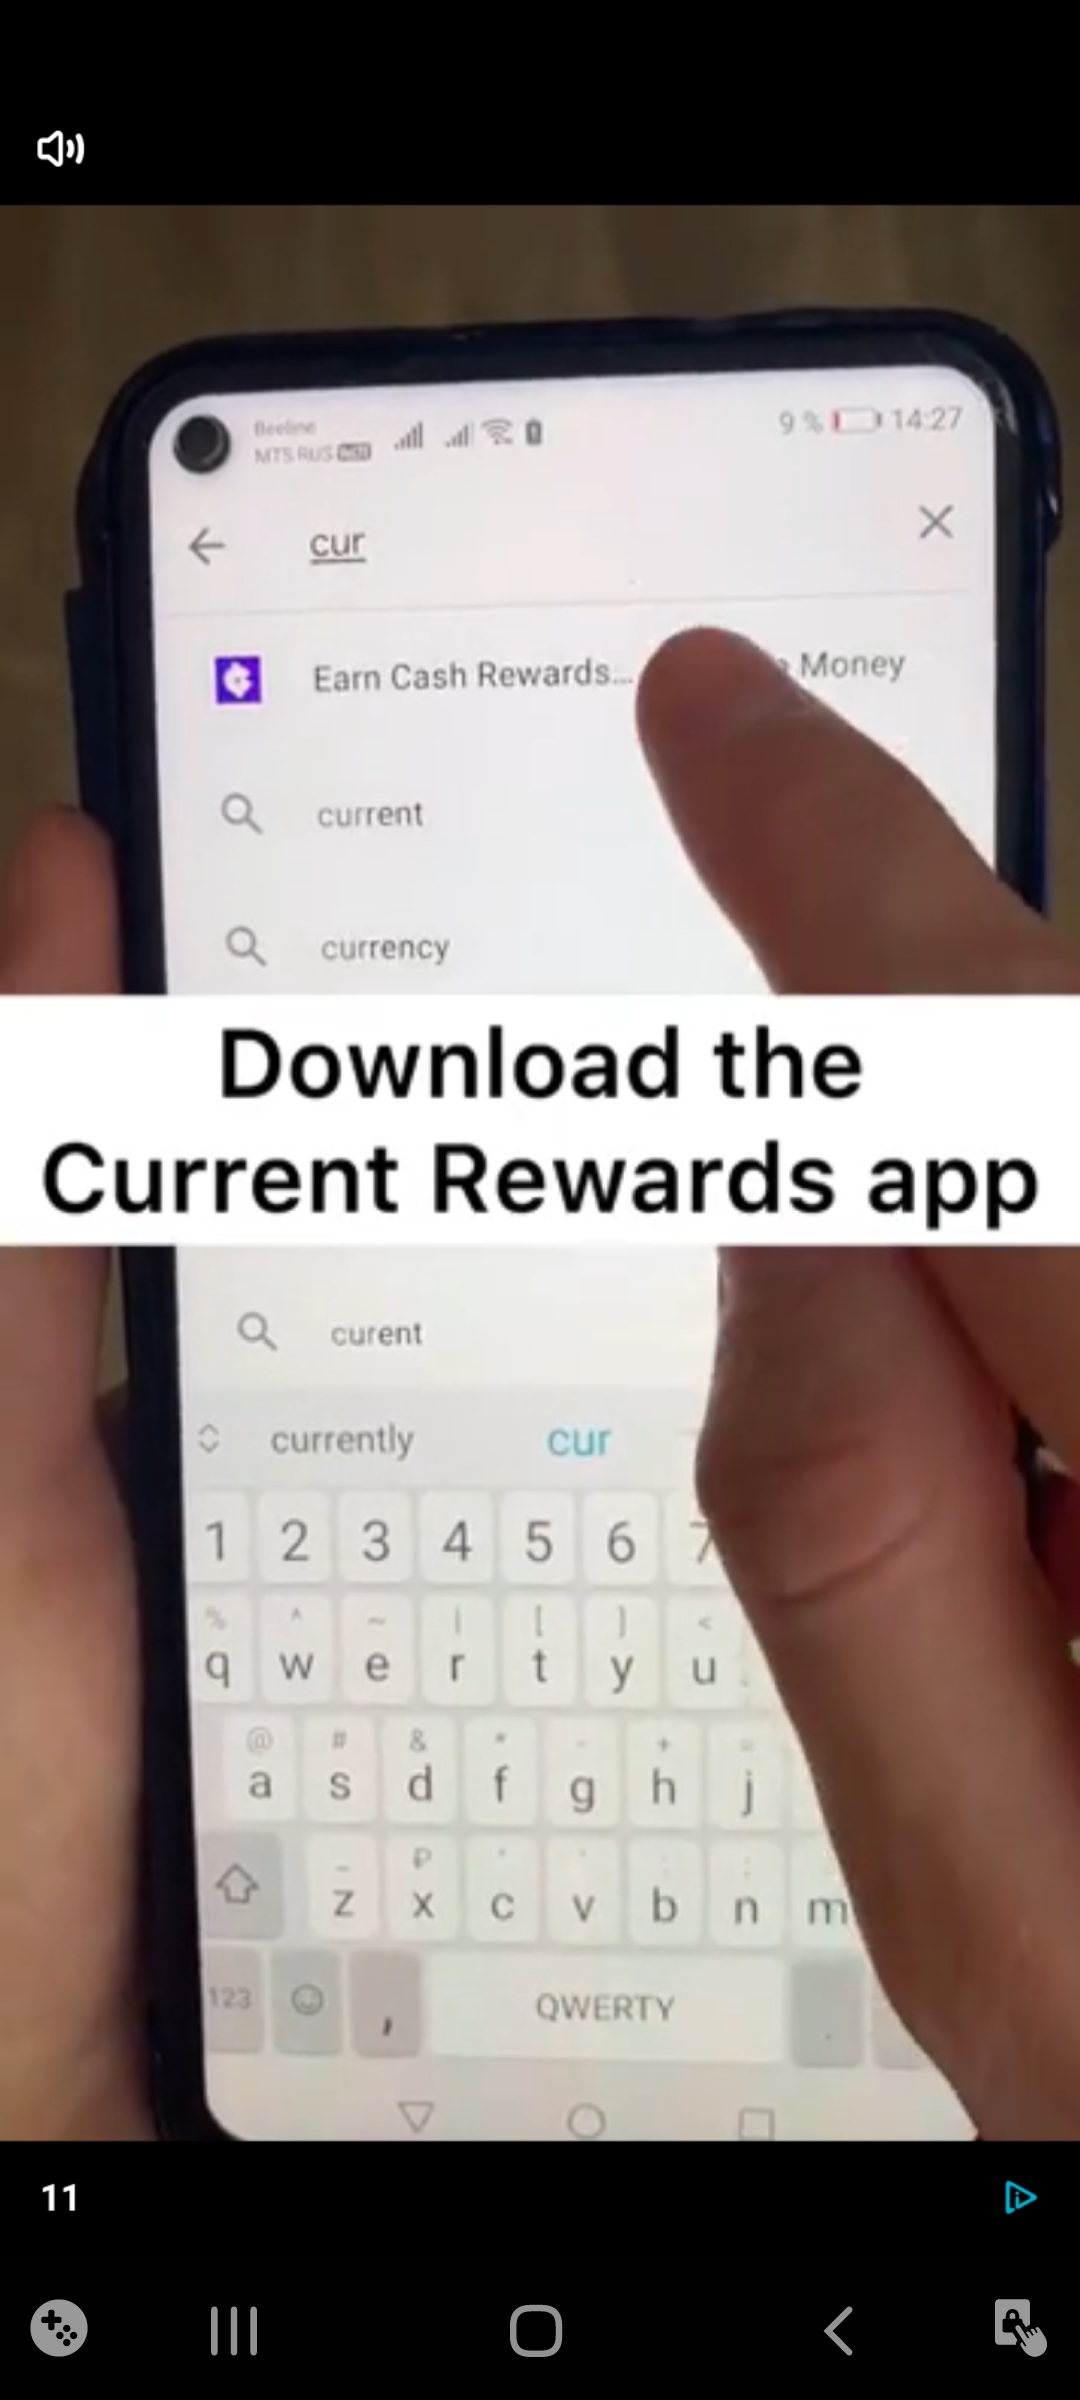 Beeline
MTS RUS
9 % 14:27
cur
Earn Cash Rewards... Money
current
currency
Download the
Current Rewards app
curent
currently cur
1 2 3 4 5 6 7
% ^ ~ | [ ] <
q w e r t y u
@ # & * - + =
a s d f g h j
_ ₽ " ' : ;
z x c v b n m
123 , QWERTY .
11